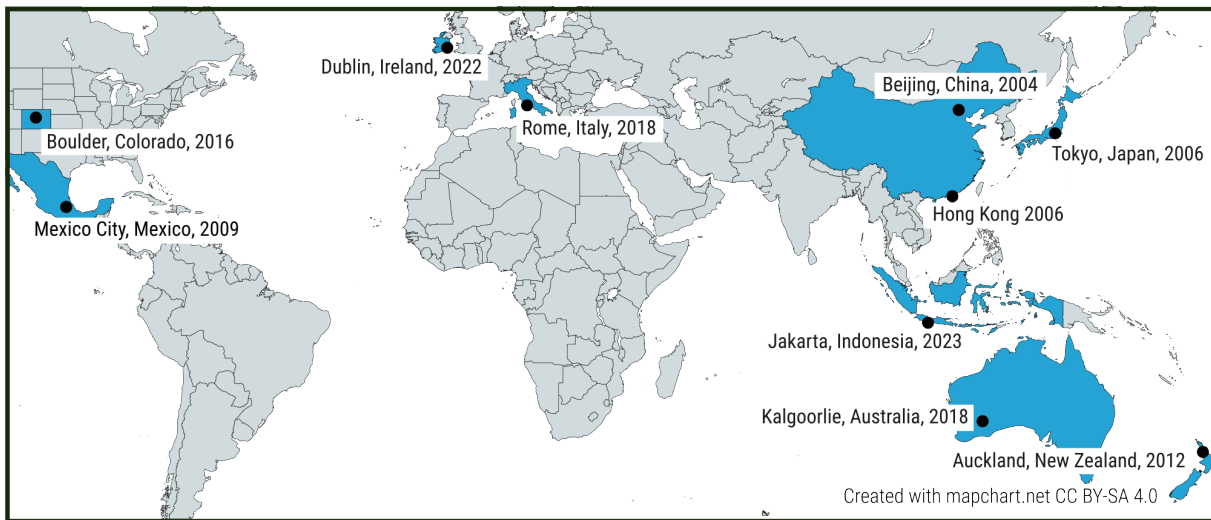 Dublin, Ireland, 2022
Beijing, China, 2004
Boulder, Colorado, 2016
Rome, Italy, 2018
Tokyo, Japan, 2006
Mexico City, Mexico, 2009
Hong Kong 2006
Jakarta, Indonesia, 2023
Kalgoorlie, Australia, 2018
Auckland, New Zealand, 2012
Created with mapchart.net CC BY-SA 4.0